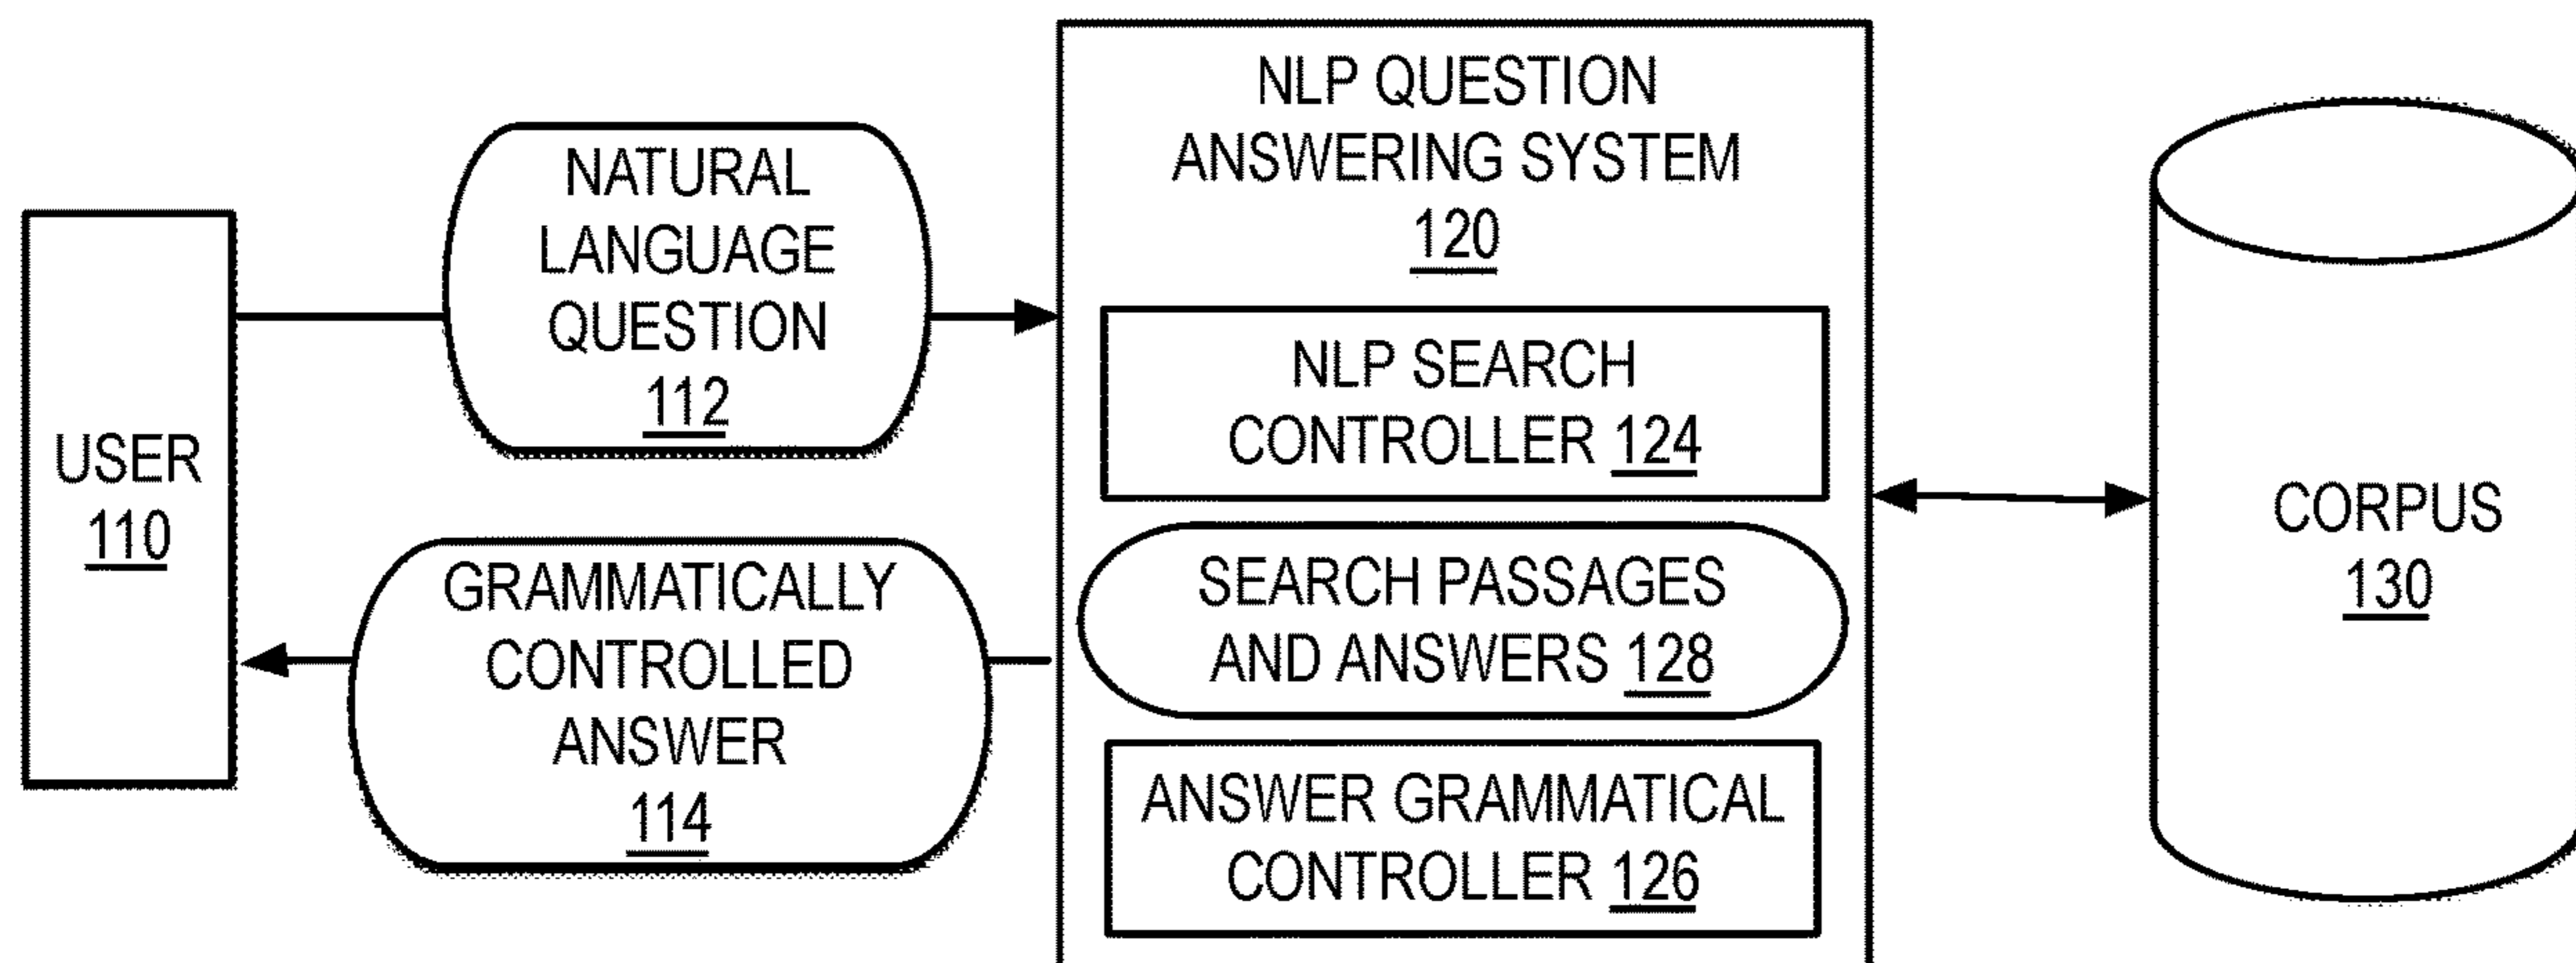 USER
110
NATURAL
LANGUAGE
QUESTION
112
GRAMMATICALLY
CONTROLLED
ANSWER
114
NLP QUESTION
ANSWERING SYSTEM
120
NLP SEARCH
CONTROLLER 124
SEARCH PASSAGES
AND ANSWERS 128
ANSWER GRAMMATICAL
CONTROLLER 126
CORPUS
130